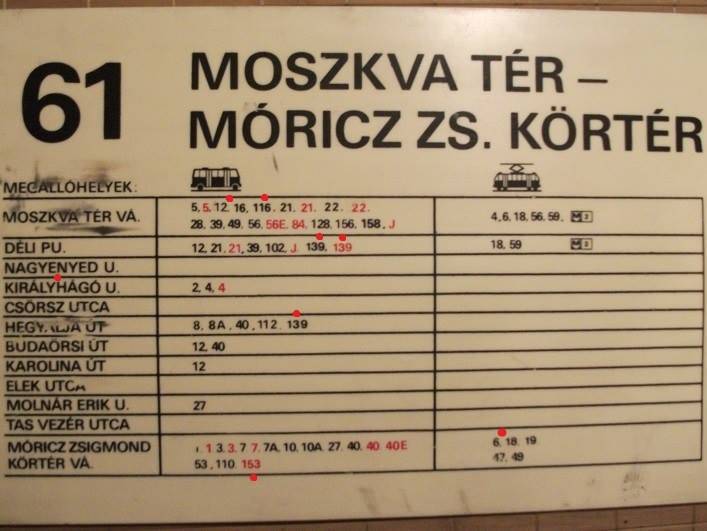 61
MOSZKVA TÉR –
MÓRICZ ZS. KÖRTÉR
MEGÁLLÓHELYEK:
MOSZKVA TÉR VÁ.
5, 5. 12. 16, 116. 21. 21. 22. 22.
28. 39, 49. 56. 56E. 84. 128. 156. 158. J
4, 6. 18. 56. 59. M 2
DÉLI PU. 12, 21, 21, 39, 102, J. 139, 139 18, 59 M 2
NAGYENYED U.
KIRÁLYHÁGÓ U. 2, 4, 4
CSÖRSZ UTCA
HEGYALJA ÚT 8, 8A, 40, 112. 139
BUDAÖRSI ÚT 12, 40
KAROLINA ÚT 12
ELEK UTCA
MOLNÁR ERIK U. 27
TAS VEZÉR UTCA
MÓRICZ ZSIGMOND
KÖRTÉR VÁ.
1 3. 3. 7 7. 7A. 10. 10A. 27. 40. 40. 40E
53, 110. 153
6. 18. 19
47. 49